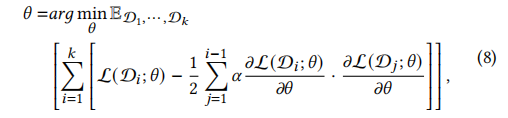 θ = arg min_θ 𝔼_{𝒟_1,⋯,𝒟_k}
[ ∑_{i=1}^{k} [ ℒ(𝒟_i; θ) − 1/2 ∑_{j=1}^{i−1} α ∂ℒ(𝒟_i; θ)/∂θ · ∂ℒ(𝒟_j; θ)/∂θ ] ], (8)